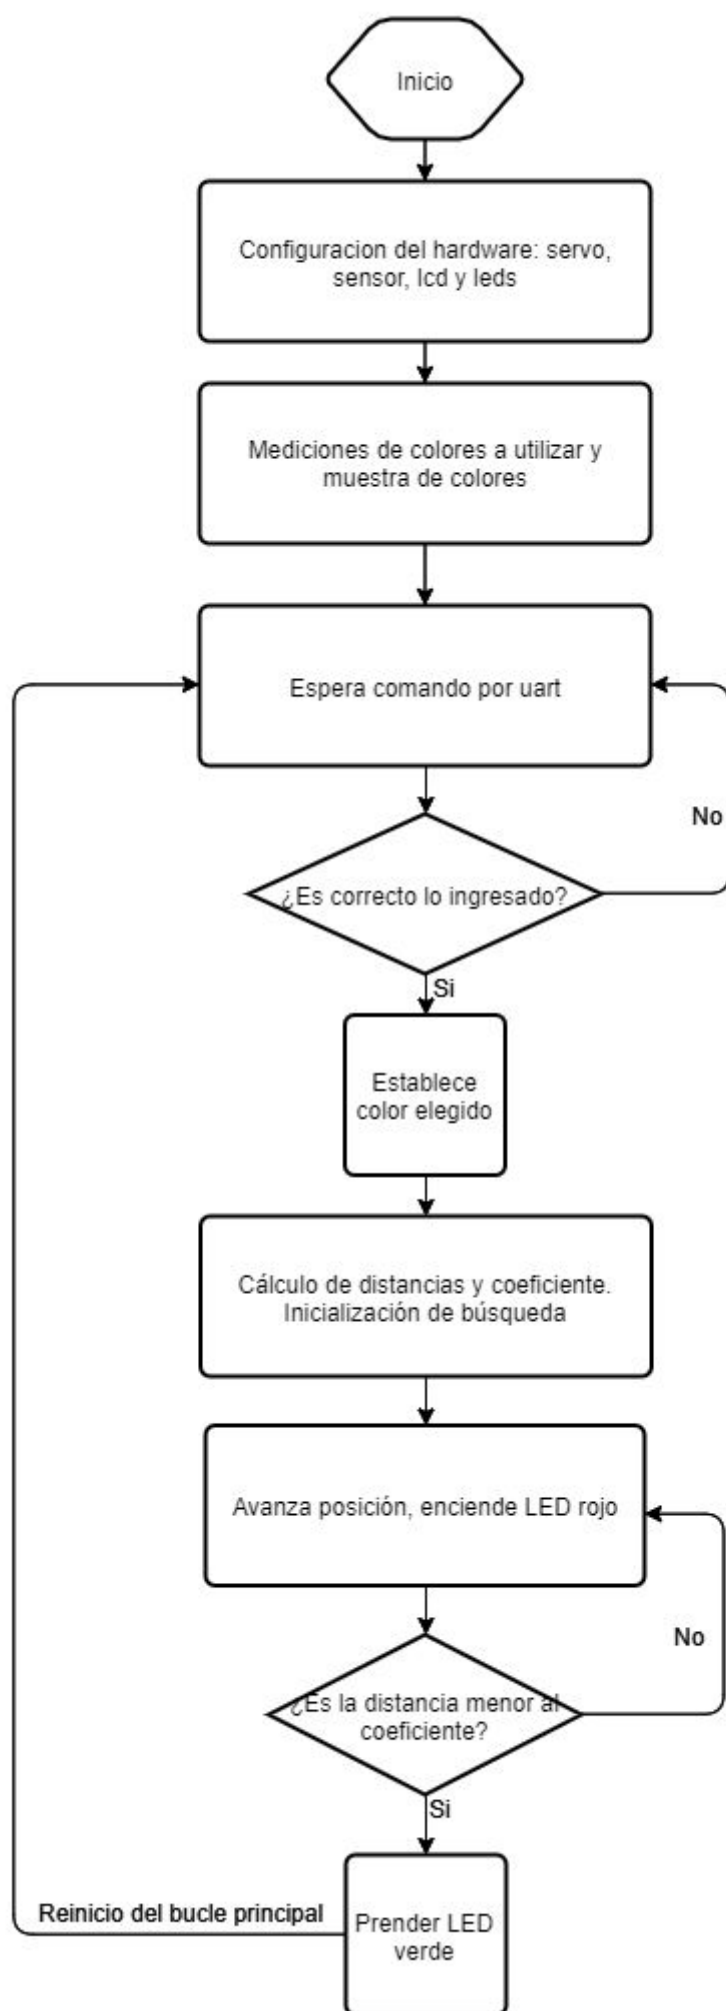 Inicio
Configuracion del hardware: servo,
sensor, lcd y leds
Mediciones de colores a utilizar y
muestra de colores
Espera comando por uart
No
¿Es correcto lo ingresado?
Si
Establece
color elegido
Cálculo de distancias y coeficiente.
Inicialización de búsqueda
Avanza posición, enciende LED rojo
No
¿Es la distancia menor al
coeficiente?
Si
Reinicio del bucle principal
Prender LED
verde